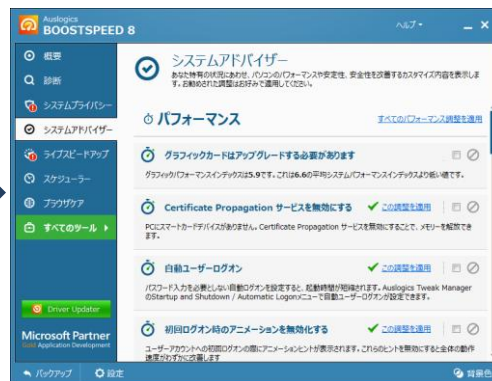 Auslogics
BOOSTSPEED 8
ヘルプ
概要
診断
システムプライバシー
システムアドバイザー
ライブスピードアップ
スケジューラー
ブラウザケア
すべてのツール
Driver Updater
Microsoft Partner
Gold Application Development
バックアップ
設定
背景色
システムアドバイザー
あなた特有の状況にあわせ、パソコンのパフォーマンスや安定性、安全性を改善するカスタマイズ内容を表示しま
す。お勧めされた調整はお好みで適用してください。
パフォーマンス
すべてのパフォーマンス調整を適用
グラフィックカードはアップグレードする必要があります
グラフィックパフォーマンスインデックスは5.9です。これは6.6の平均システムパフォーマンスインデックスより低い値です。
Certificate Propagation サービスを無効にする
この調整を適用
PCにスマートカードデバイスがありません。Certificate Propagation サービスを無効にすることで、メモリーを解放でき
ます。
自動ユーザーログオン
この調整を適用
パスワード入力を必要としない自動ログオンを設定すると、起動時間が短縮されます。Auslogics Tweak Manager
のStartup and Shutdown / Automatic Logonメニューで自動ユーザーログオンが設定できます。
初回ログオン時のアニメーションを無効化する
この調整を適用
ユーザーアカウントへの初回ログオンの際にアニメーションヒントが表示されます。これらのヒントを無効にすると全体の動作
速度がわずかに改善します